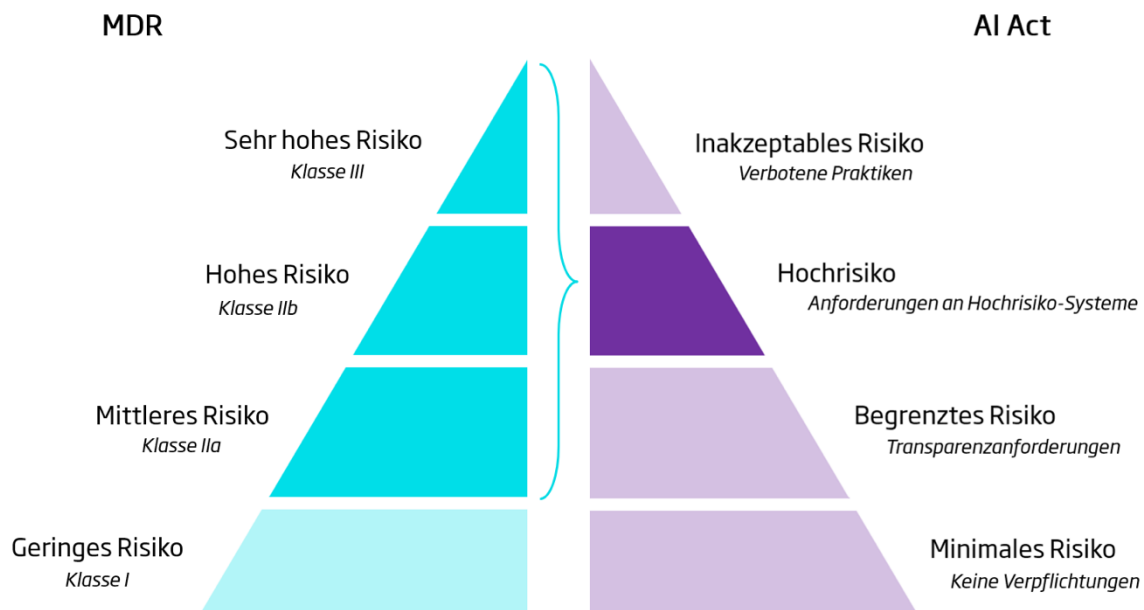 MDR
AI Act
Sehr hohes Risiko
Klasse III
Inakzeptables Risiko
Verbotene Praktiken
Hohes Risiko
Klasse IIb
Hochrisiko
Anforderungen an Hochrisiko-Systeme
Mittleres Risiko
Klasse IIa
Begrenztes Risiko
Transparenzanforderungen
Geringes Risiko
Klasse I
Minimales Risiko
Keine Verpflichtungen